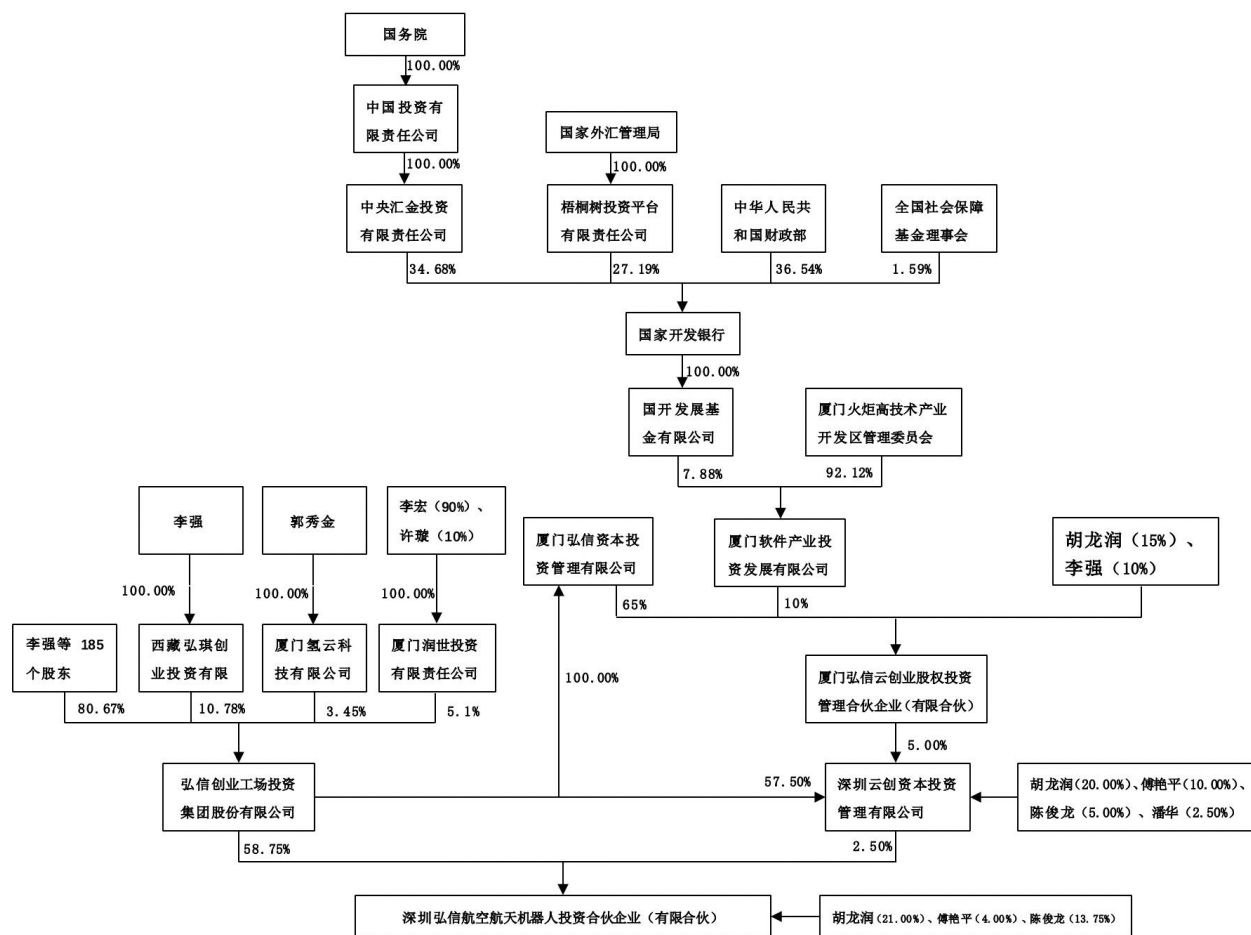 国务院
100.00%
中国投资有
限责任公司
国家外汇管理局
100.00%
100.00%
中央汇金投资
有限责任公司
梧桐树投资平台
有限责任公司
中华人民共
和国财政部
全国社会保障
基金理事会
34.68%
27.19%
36.54%
1.59%
国家开发银行
100.00%
国开发展基
金有限公司
厦门火炬高技术产业
开发区管理委员会
7.88%
92.12%
李强
郭秀金
李宏（90%）、
许璇（10%）
厦门弘信资本投
资管理有限公司
厦门软件产业投
资发展有限公司
胡龙润（15%）、
李强（10%）
100.00%
100.00%
100.00%
65%
10%
李强等 185
个股东
西藏弘琪创
业投资有限
厦门氢云科
技有限公司
厦门润世投资
有限责任公司
100.00%
厦门弘信云创业股权投资
管理合伙企业（有限合伙）
80.67%
10.78%
3.45%
5.1%
5.00%
弘信创业工场投资
集团股份有限公司
57.50%
深圳云创资本投资
管理有限公司
胡龙润(20.00%)、傅艳平(10.00%)、
陈俊龙（5.00%）、潘华（2.50%）
58.75%
2.50%
深圳弘信航空航天机器人投资合伙企业（有限合伙）
胡龙润(21.00%)、傅艳平(4.00%)、陈俊龙(13.75%)